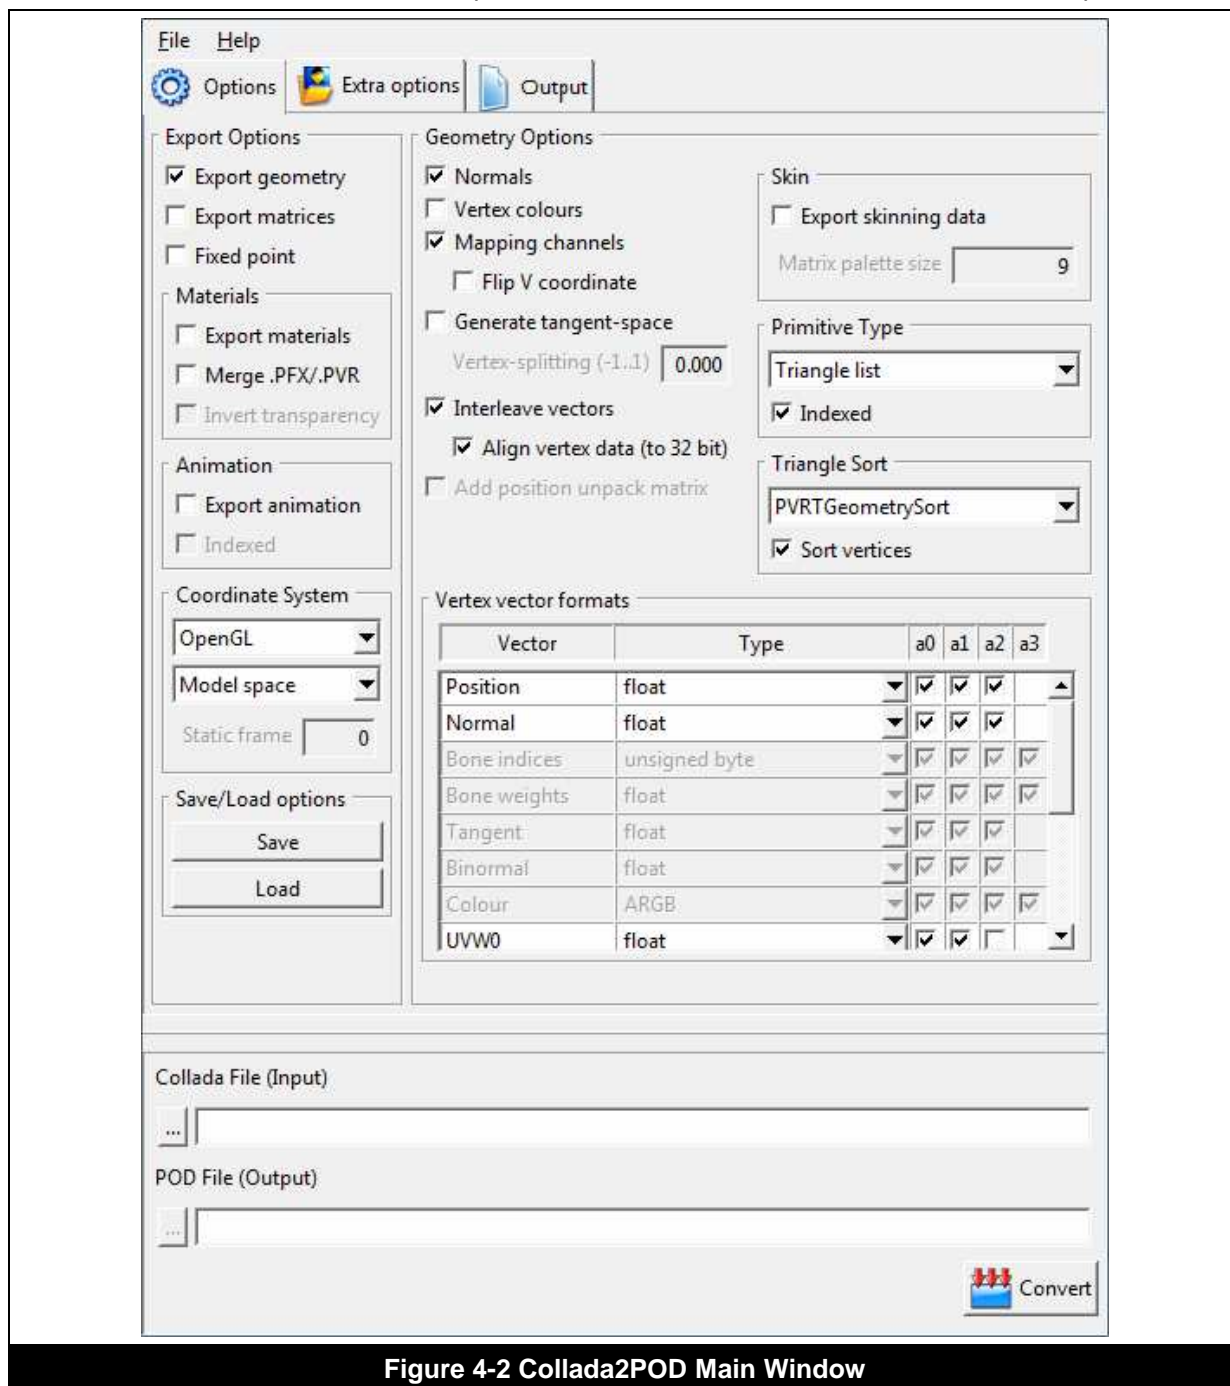 File Help
Options Extra options Output
Export Options
Export geometry
Export matrices
Fixed point
Materials
Export materials
Merge .PFX/.PVR
Invert transparency
Animation
Export animation
Indexed
Coordinate System
OpenGL
Model space
Static frame 0
Save/Load options
Save
Load
Geometry Options
Normals
Vertex colours
Mapping channels
Flip V coordinate
Generate tangent-space
Vertex-splitting (-1..1) 0.000
Interleave vectors
Align vertex data (to 32 bit)
Add position unpack matrix
Skin
Export skinning data
Matrix palette size 9
Primitive Type
Triangle list
Indexed
Triangle Sort
PVRTGeometrySort
Sort vertices
Vertex vector formats
Vector Type a0 a1 a2 a3
Position float
Normal float
Bone indices unsigned byte
Bone weights float
Tangent float
Binormal float
Colour ARGB
UVW0 float
Collada File (Input)
...
POD File (Output)
...
Convert
Figure 4-2 Collada2POD Main Window